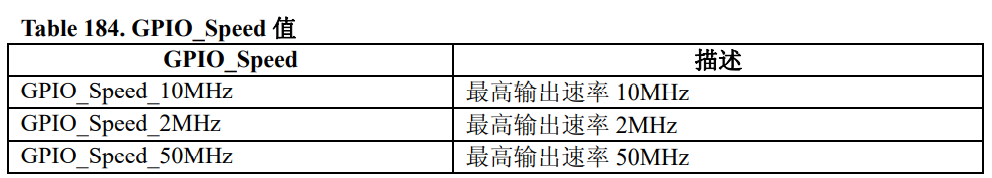 Table 184. GPIO_Speed 值
GPIO_Speed 描述
GPIO_Speed_10MHz 最高输出速率 10MHz
GPIO_Speed_2MHz 最高输出速率 2MHz
GPIO_Speed_50MHz 最高输出速率 50MHz